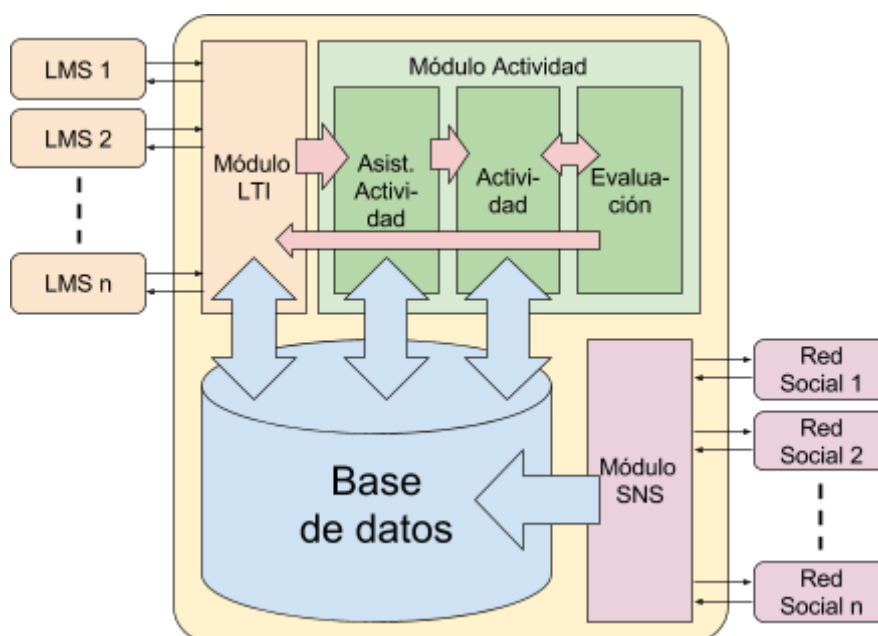 LMS 1
LMS 2
LMS n
Módulo
LTI
Módulo Actividad
Asist.
Activi-
dad
Activi-
dad
Evalua-
ción
Base
de datos
Módulo
SNS
Red
Social 1
Red
Social 2
Red
Social n